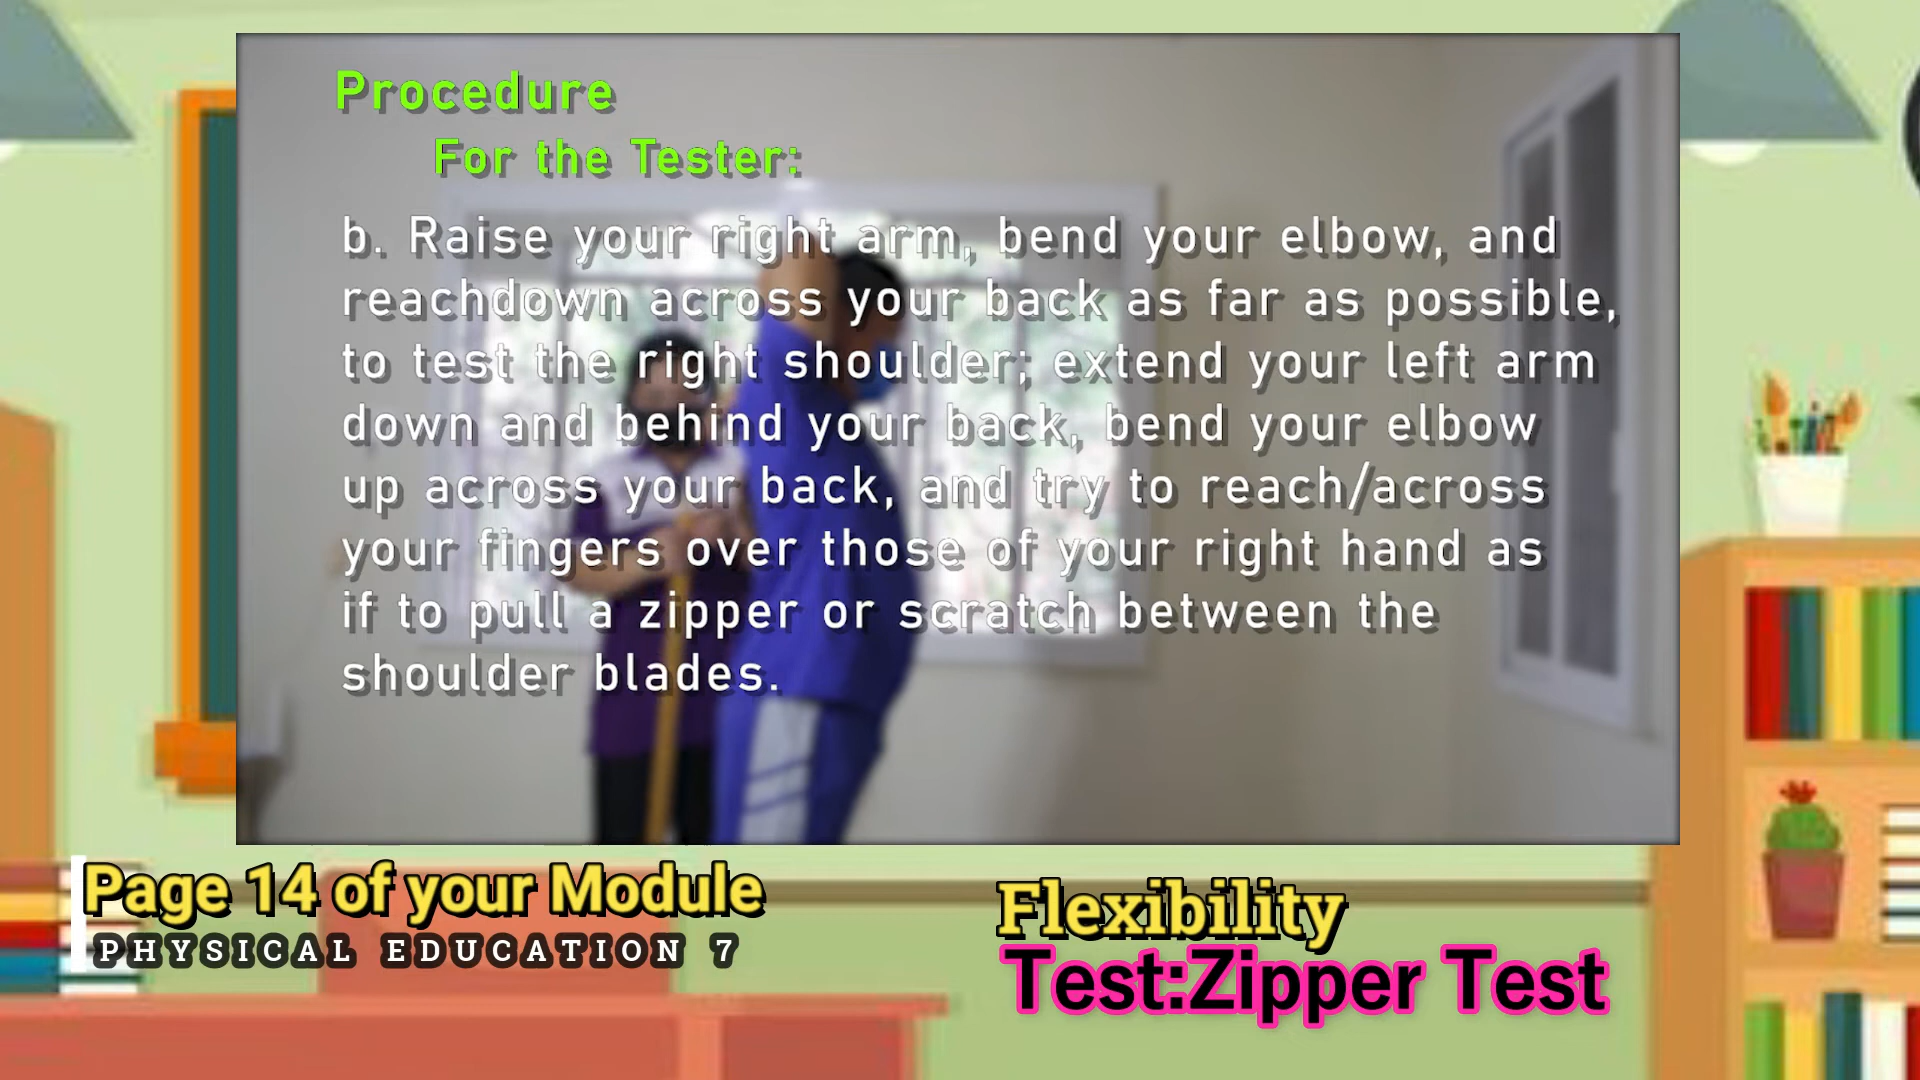 Procedure
For the Tester:
b. Raise your right arm, bend your elbow, and
reachdown across your back as far as possible,
to test the right shoulder; extend your left arm
down and behind your back, bend your elbow
up across your back, and try to reach/across
your fingers over those of your right hand as
if to pull a zipper or scratch between the
shoulder blades.
Page 14 of your Module
PHYSICAL EDUCATION 7
Flexibility
Test:Zipper Test